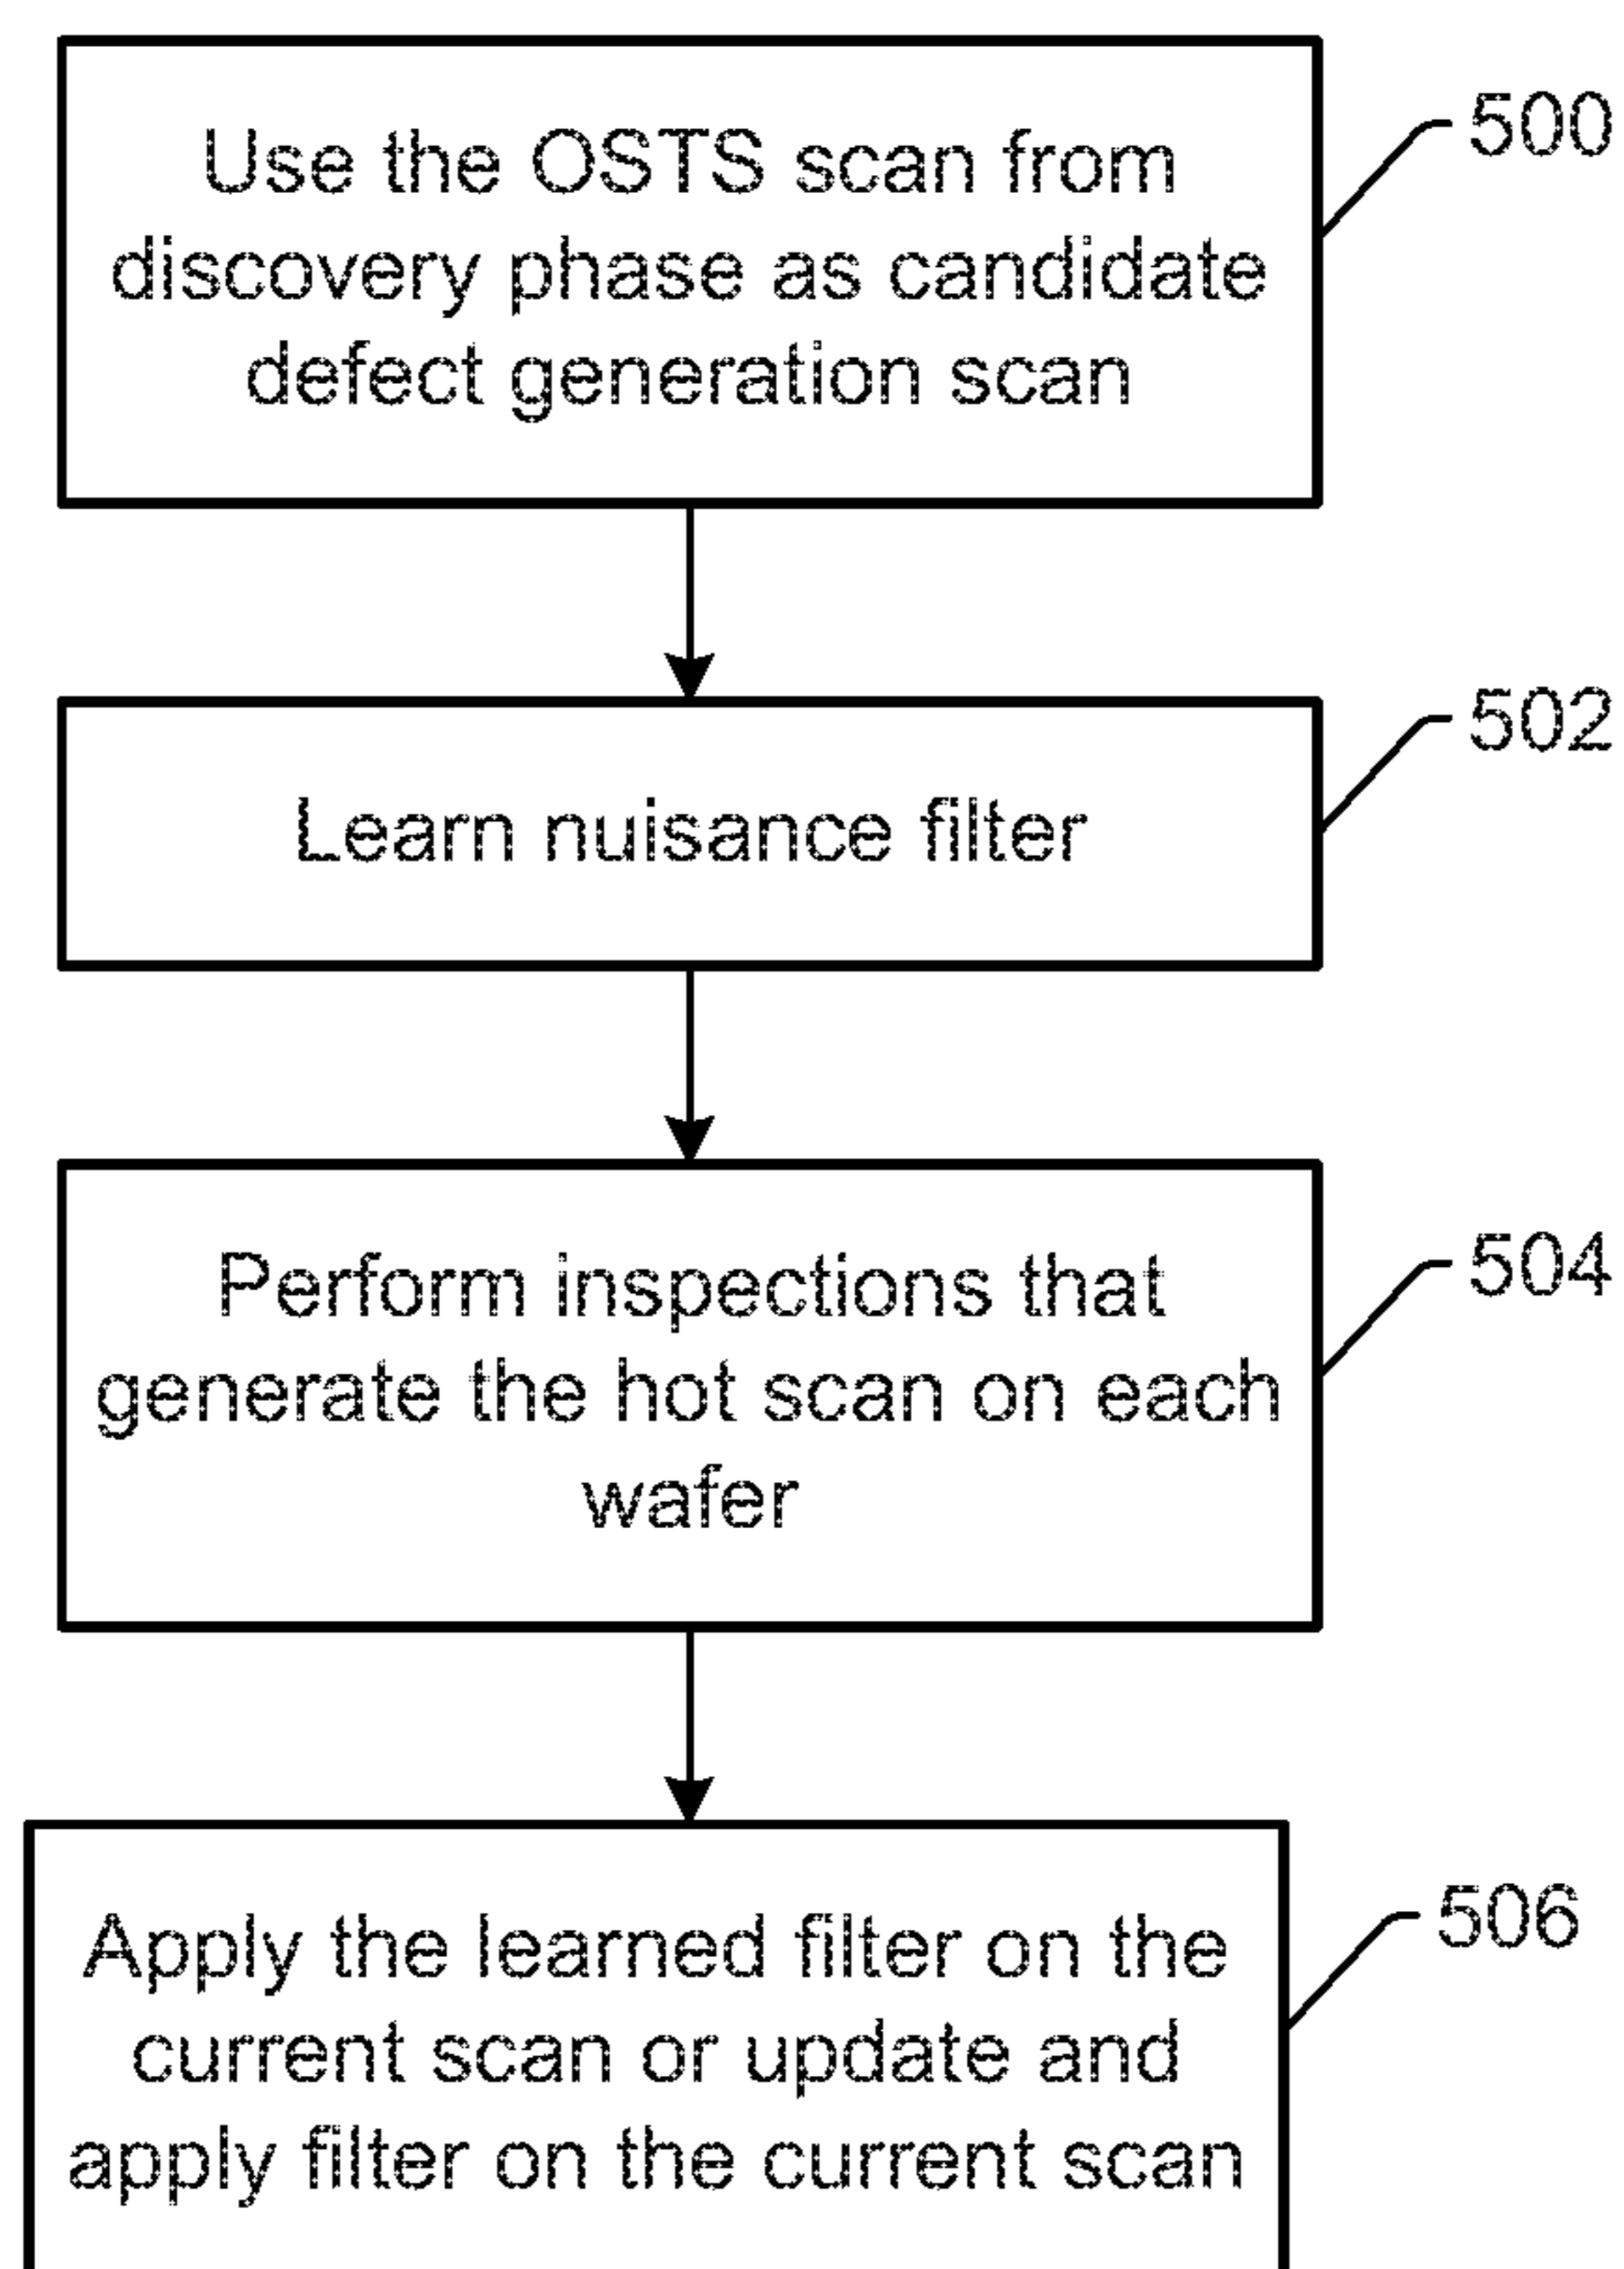 Use the OSTS scan from
discovery phase as candidate
defect generation scan
500
Learn nuisance filter
502
Perform inspections that
generate the hot scan on each
wafer
504
Apply the learned filter on the
current scan or update and
apply filter on the current scan
506